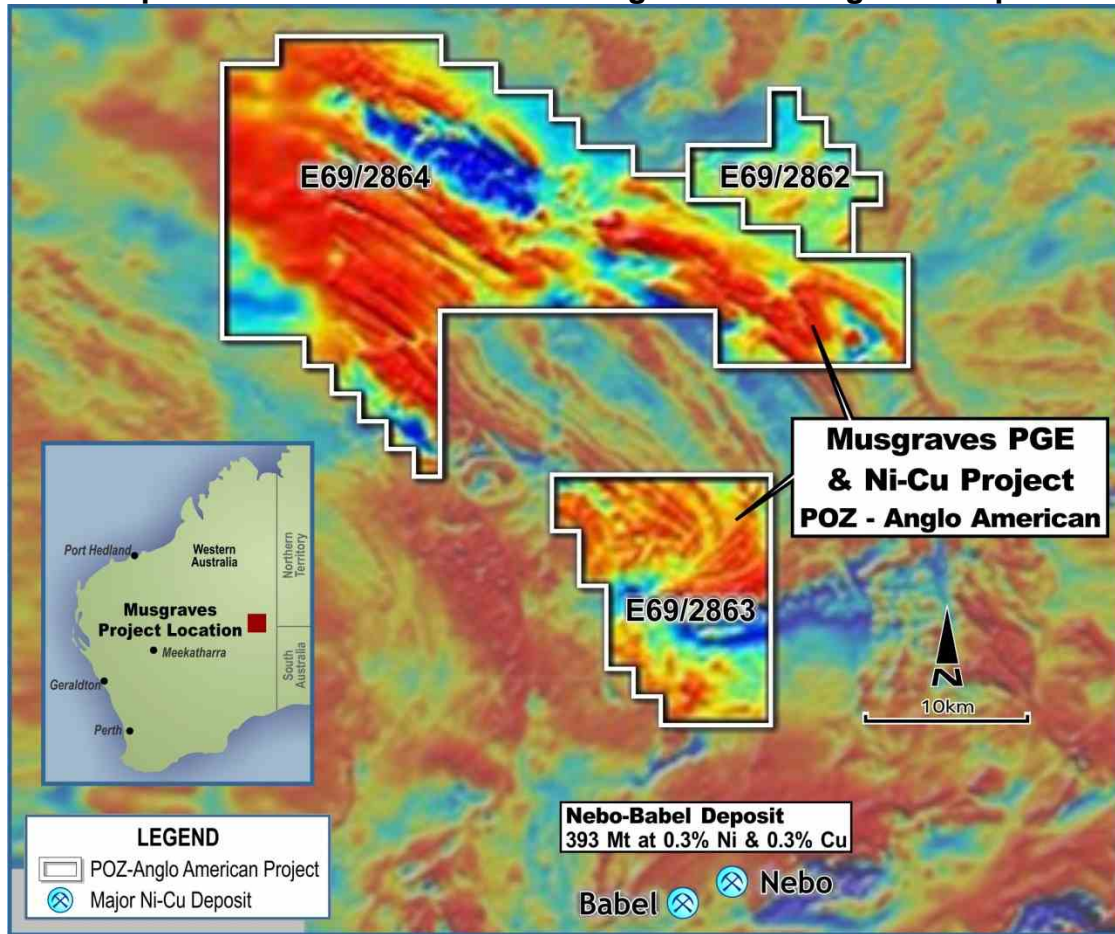 E69/2864
E69/2862
Musgraves PGE
& Ni-Cu Project
POZ - Anglo American
E69/2863
N
10km
Port Hedland
Western
Australia
Northern
Territory
Musgraves
Project Location
Meekatharra
South
Australia
Geraldton
Perth
LEGEND
POZ-Anglo American Project
Major Ni-Cu Deposit
Nebo-Babel Deposit
393 Mt at 0.3% Ni & 0.3% Cu
Nebo
Babel